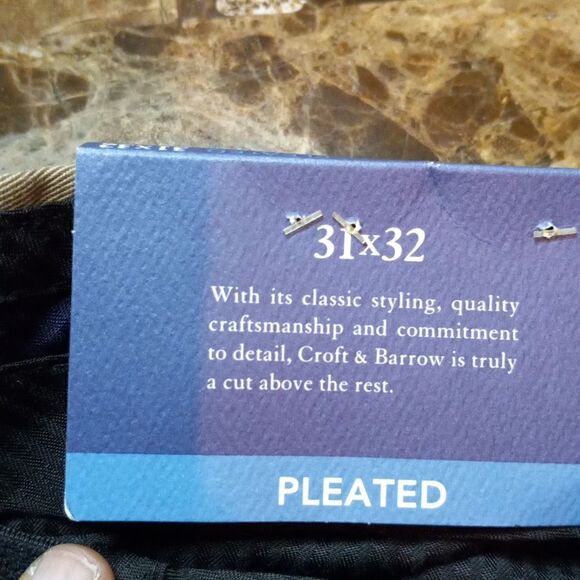 31x32
With its classic styling, quality
craftsmanship and commitment
to detail, Croft & Barrow is truly
a cut above the rest.
PLEATED